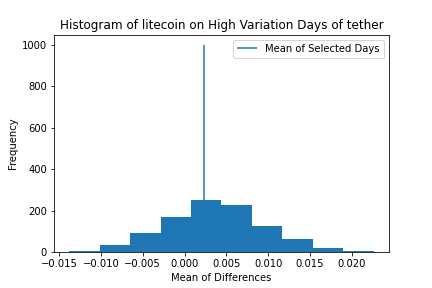 Histogram of litecoin on High Variation Days of tether
Mean of Selected Days
1000
800
600
400
200
0
Frequency
-0.015 -0.010 -0.005 0.000 0.005 0.010 0.015 0.020
Mean of Differences